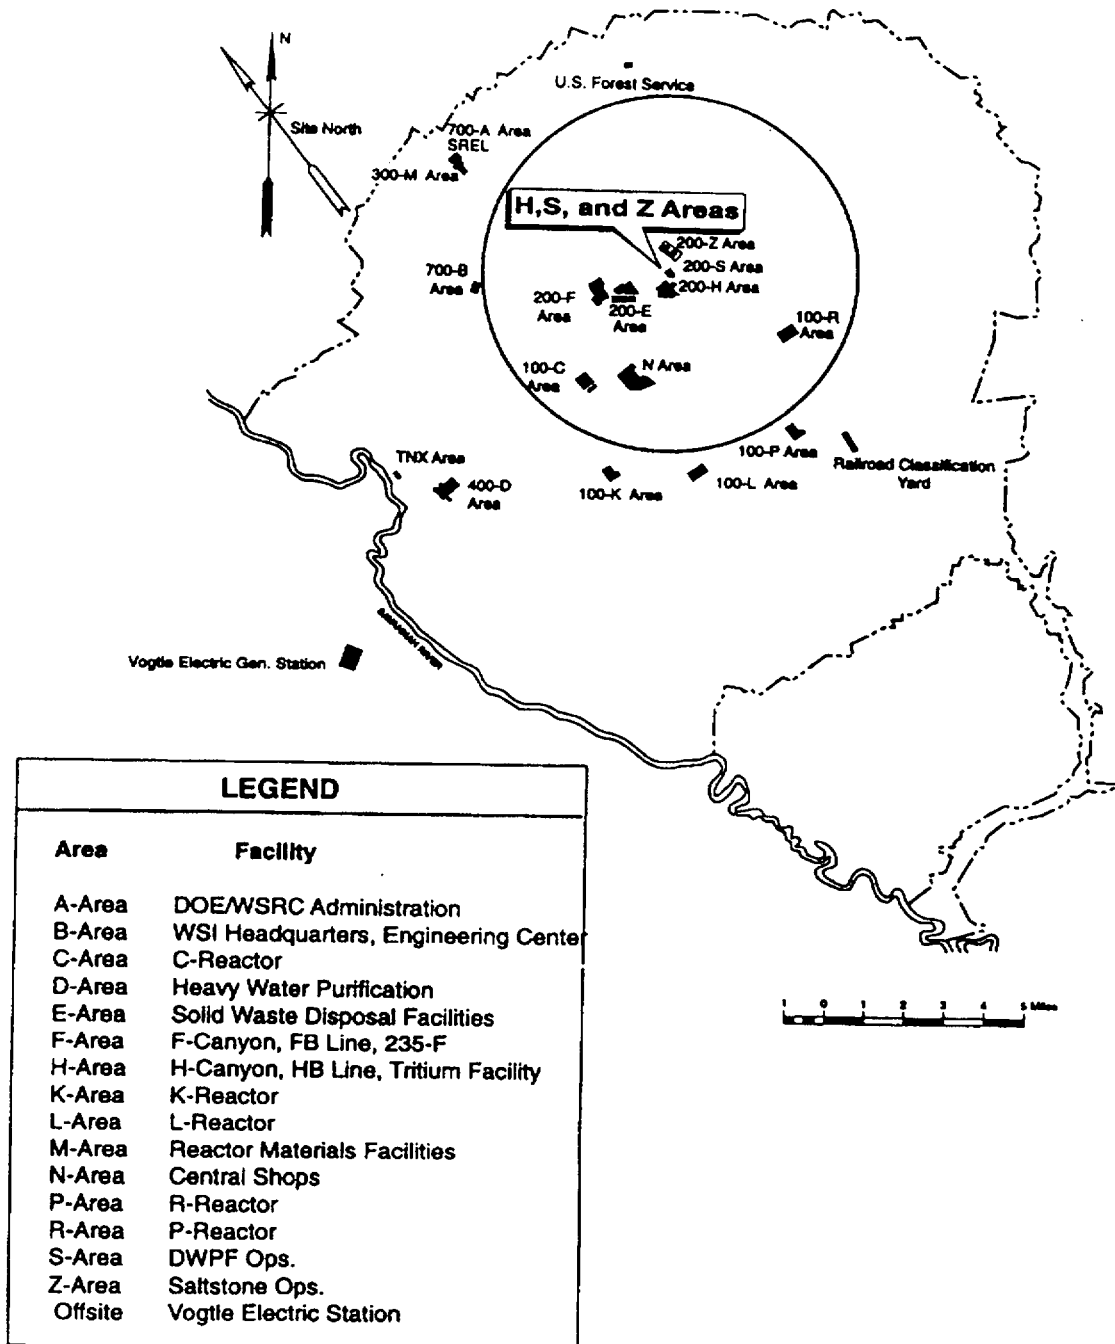 N
Site North
U.S. Forest Service
700-A Area
SREL
300-M Area
H,S, and Z Areas
200-Z Area
200-S Area
200-H Area
700-B
Area
200-F
Area
200-E
Area
100-R
Area
100-C
Area
N Area
100-P Area
Railroad Classification
Yard
TNX Area
400-D
Area
100-K Area
100-L Area
SAVANNAH RIVER
Vogtle Electric Gen. Station
LEGEND
Area Facility
A-Area DOE/WSRC Administration
B-Area WSI Headquarters, Engineering Center
C-Area C-Reactor
D-Area Heavy Water Purification
E-Area Solid Waste Disposal Facilities
F-Area F-Canyon, FB Line, 235-F
H-Area H-Canyon, HB Line, Tritium Facility
K-Area K-Reactor
L-Area L-Reactor
M-Area Reactor Materials Facilities
N-Area Central Shops
P-Area R-Reactor
R-Area P-Reactor
S-Area DWPF Ops.
Z-Area Saltstone Ops.
Offsite Vogtle Electric Station
1 0 1 2 3 4 5 Miles